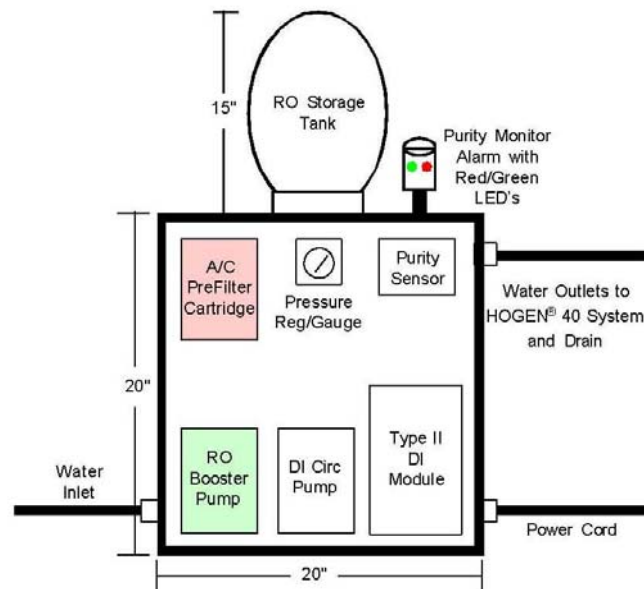 RO Storage
Tank
15"
Purity Monitor
Alarm with
Red/Green
LED's
A/C
PreFilter
Cartridge
Pressure
Reg/Gauge
Purity
Sensor
Water Outlets to
HOGEN® 40 System
and Drain
20"
RO
Booster
Pump
DI Circ
Pump
Type II
DI
Module
Water
Inlet
Power Cord
20"